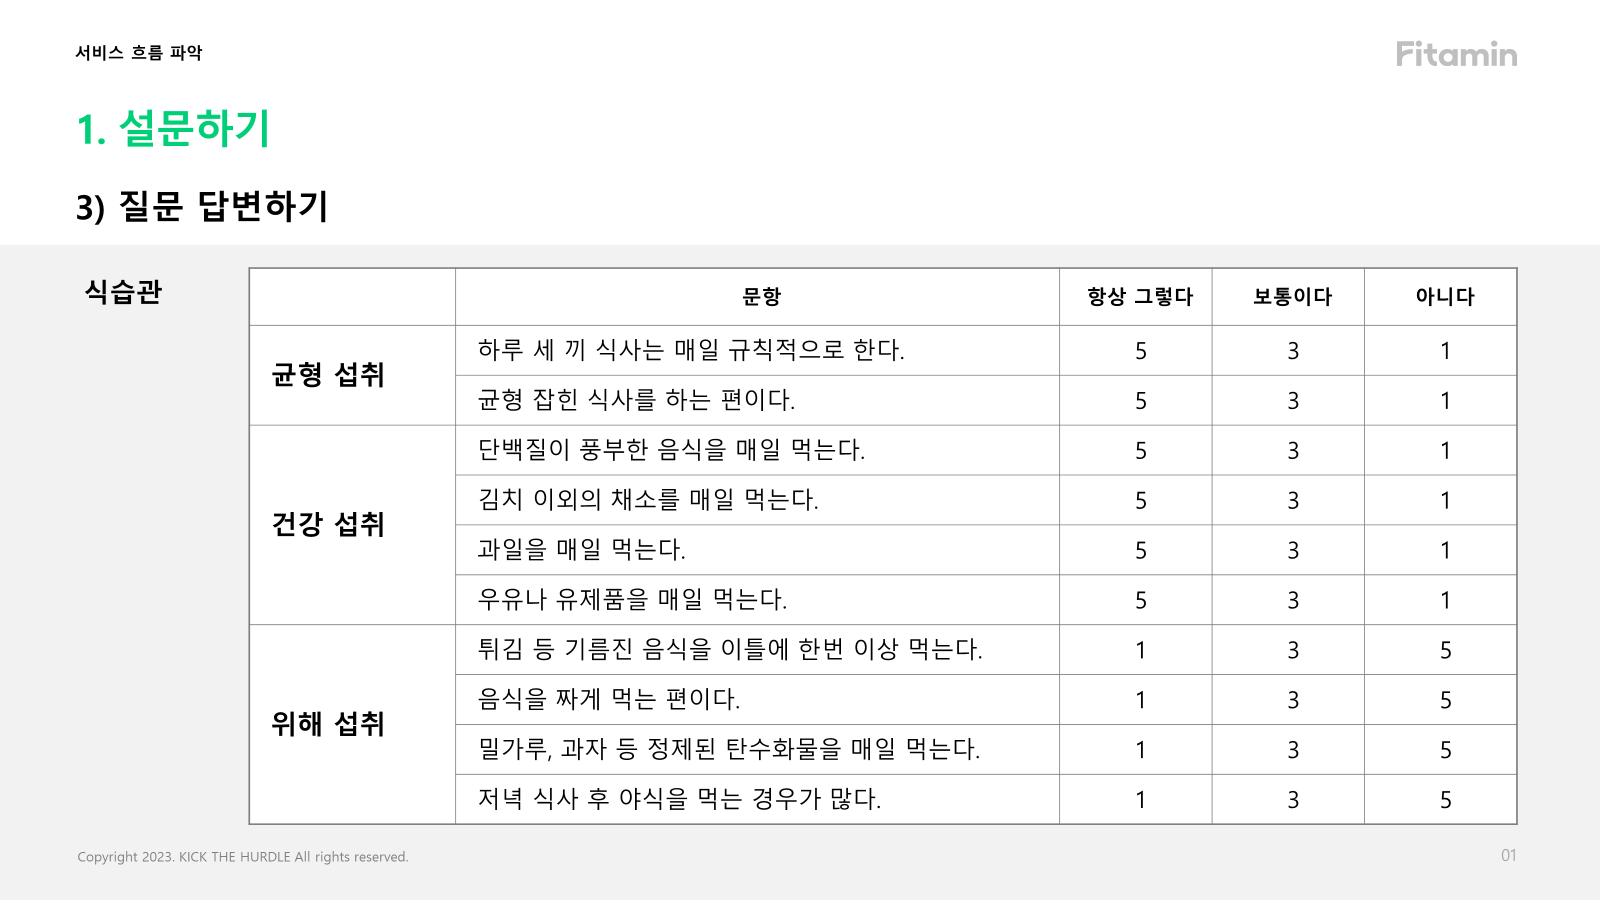 서비스 흐름 파악
Fitamin
1. 설문하기
3) 질문 답변하기
식습관
문항 항상 그렇다 보통이다 아니다
균형 섭취
하루 세 끼 식사는 매일 규칙적으로 한다. 5 3 1
균형 잡힌 식사를 하는 편이다. 5 3 1
건강 섭취
단백질이 풍부한 음식을 매일 먹는다. 5 3 1
김치 이외의 채소를 매일 먹는다. 5 3 1
과일을 매일 먹는다. 5 3 1
우유나 유제품을 매일 먹는다. 5 3 1
위해 섭취
튀김 등 기름진 음식을 이틀에 한번 이상 먹는다. 1 3 5
음식을 짜게 먹는 편이다. 1 3 5
밀가루, 과자 등 정제된 탄수화물을 매일 먹는다. 1 3 5
저녁 식사 후 야식을 먹는 경우가 많다. 1 3 5
Copyright 2023. KICK THE HURDLE All rights reserved.
01